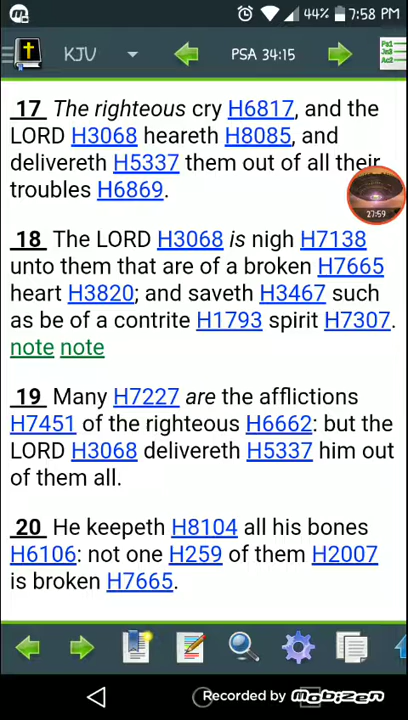 44% 7:58 PM
KJV PSA 34:15
Ps1
Je3
Ac2
17 The righteous cry H6817, and the
LORD H3068 heareth H8085, and
delivereth H5337 them out of all their
troubles H6869.
27:59
18 The LORD H3068 is nigh H7138
unto them that are of a broken H7665
heart H3820; and saveth H3467 such
as be of a contrite H1793 spirit H7307.
note note
19 Many H7227 are the afflictions
H7451 of the righteous H6662: but the
LORD H3068 delivereth H5337 him out
of them all.
20 He keepeth H8104 all his bones
H6106: not one H259 of them H2007
is broken H7665.
Recorded by mobizen